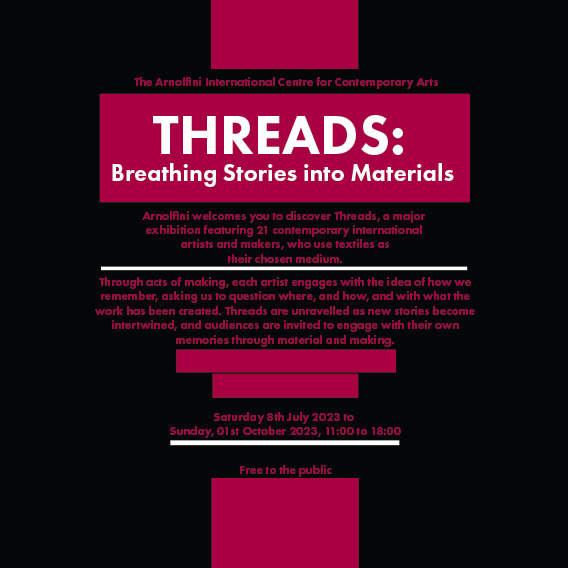 The Arnolfini International Centre for Contemporary Arts
THREADS:
Breathing Stories into Materials
Arnolfini welcomes you to discover Threads, a major
exhibition featuring 21 contemporary international
artists and makers, who use textiles as
their chosen medium.
Through acts of making, each artist engages with the idea of how we
remember, asking us to question where, and how, and with what the
work has been created. Threads are unravelled as new stories become
intertwined, and audiences are invited to engage with their own
memories through material and making.
Saturday 8th July 2023 to
Sunday, 01st October 2023, 11:00 to 18:00
Free to the public